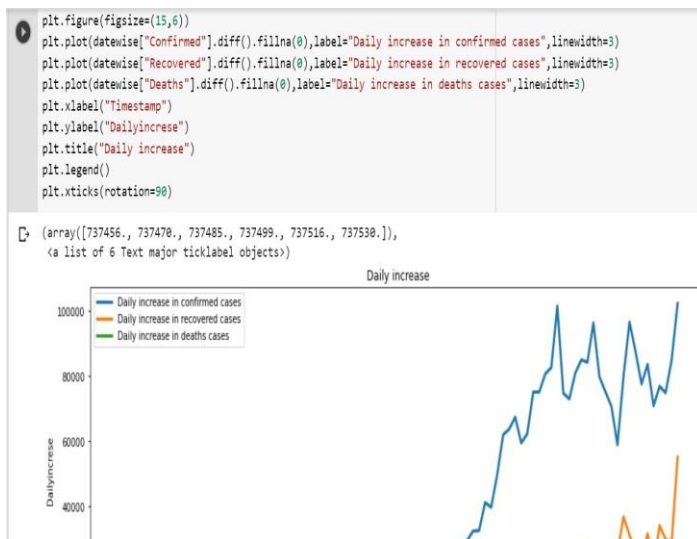 plt.figure(figsize=(15,6))
plt.plot(datewise["Confirmed"].diff().fillna(0),label="Daily increase in confirmed cases",linewidth=3)
plt.plot(datewise["Recovered"].diff().fillna(0),label="Daily increase in recovered cases",linewidth=3)
plt.plot(datewise["Deaths"].diff().fillna(0),label="Daily increase in deaths cases",linewidth=3)
plt.xlabel("Timestamp")
plt.ylabel("Dailyincrese")
plt.title("Daily increase")
plt.legend()
plt.xticks(rotation=90)
(array([737456., 737470., 737485., 737499., 737516., 737530.]),
<a list of 6 Text major ticklabel objects>)
Daily increase
Daily increase in confirmed cases
Daily increase in recovered cases
Daily increase in deaths cases
100000
80000
60000
40000
Dailyincrese